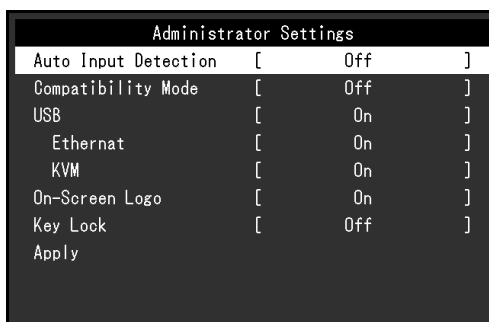 Administrator Settings
Auto Input Detection [ Off ]
Compatibility Mode [ Off ]
USB [ On ]
Ethernat [ On ]
KVM [ On ]
On-Screen Logo [ On ]
Key Lock [ Off ]
Apply